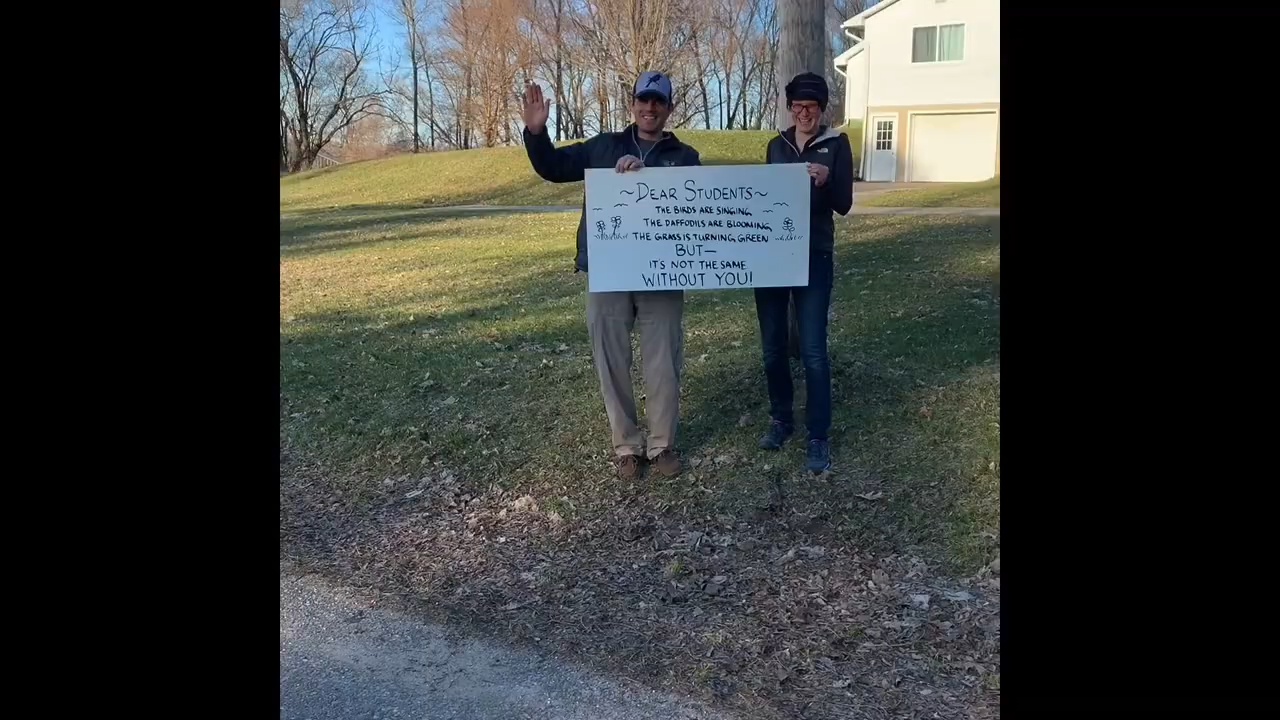 ~DEAR STUDENTS~
THE BIRDS ARE SINGING
THE DAFFODILS ARE BLOOMING
THE GRASS IS TURNING GREEN
BUT—
IT'S NOT THE SAME
WITHOUT YOU!